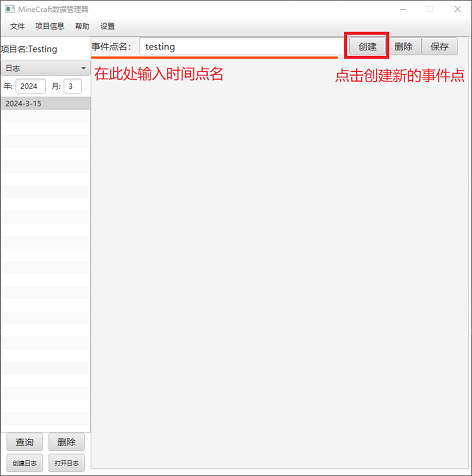 MineCraft数据管理器
文件 项目信息 帮助 设置
项目名:Testing
事件点名: testing 创建 删除 保存
日志
在此处输入时间点名 点击创建新的事件点
年: 2024 月: 3
2024-3-15
查询 删除
创建日志 打开日志